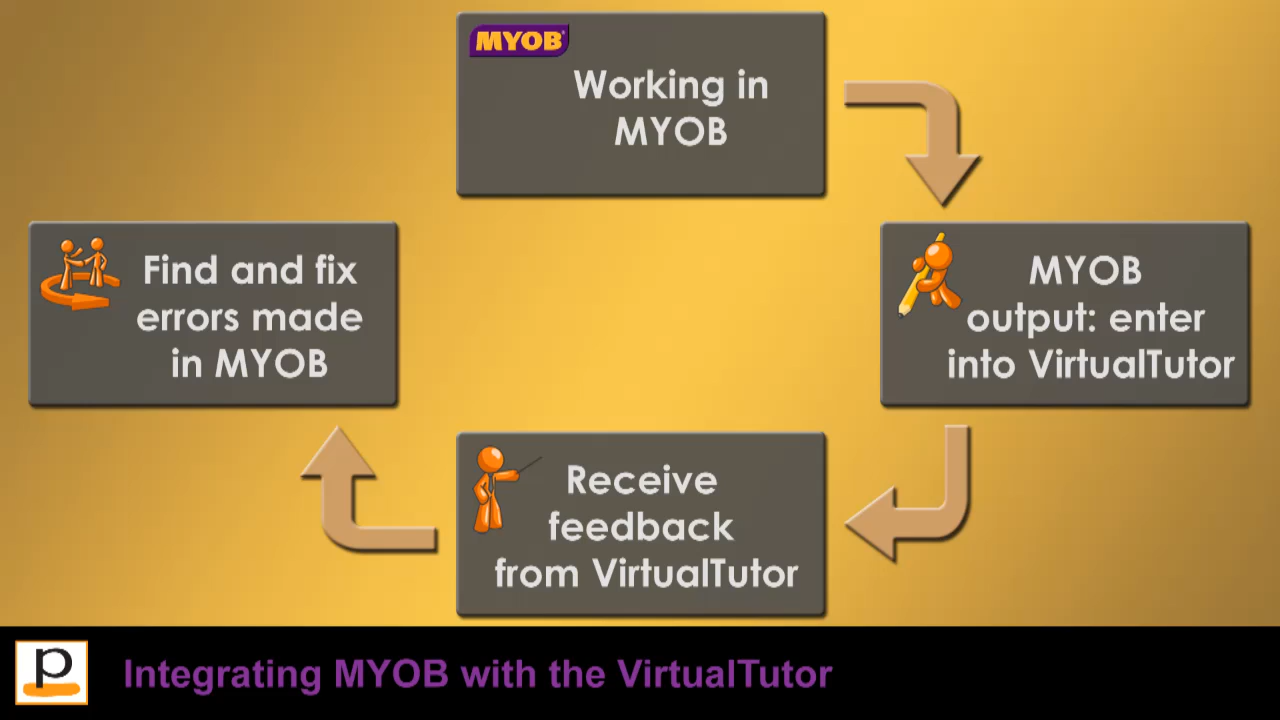 MYOB
Working in
MYOB
MYOB
output: enter
into VirtualTutor
Receive
feedback
from VirtualTutor
Find and fix
errors made
in MYOB
p
Integrating MYOB with the VirtualTutor